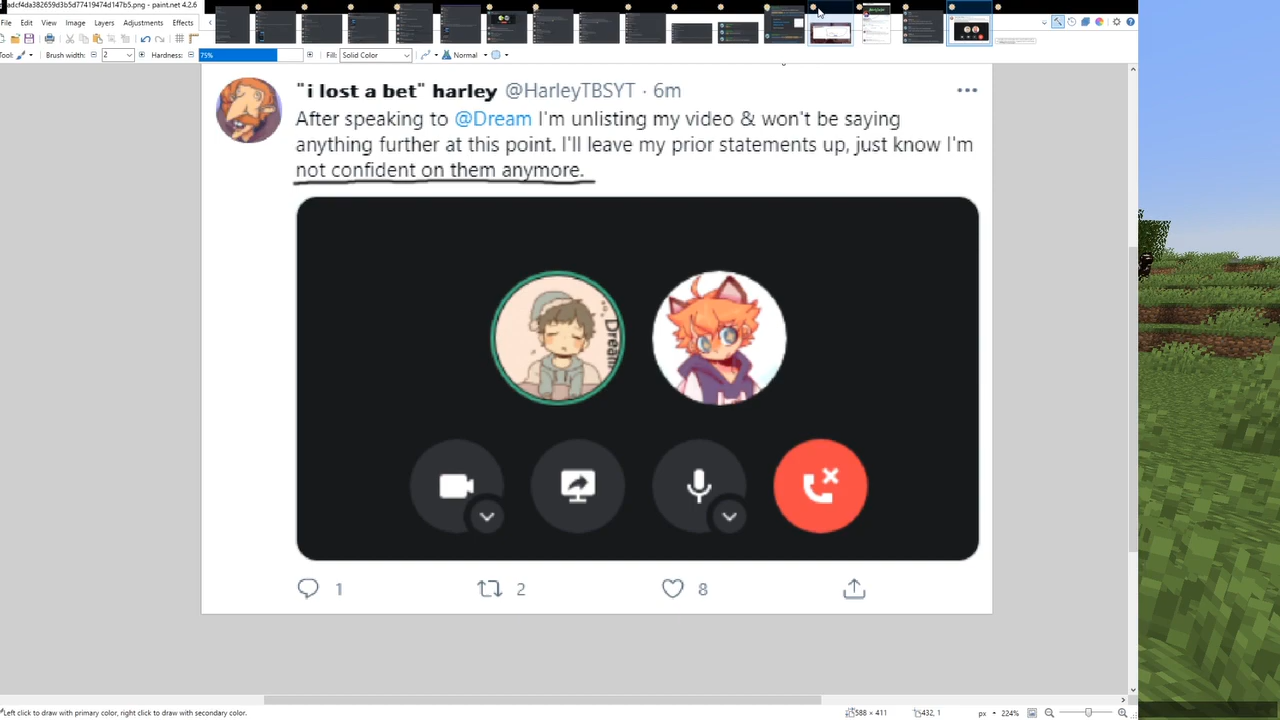 adcf4da382659d3b5d77419474d147b5.png - paint.net 4.2.6
File Edit View Image Layers Adjustments Effects
Tool: Brush width: 2 Hardness: 75% Fill: Solid Color Normal
"i lost a bet" harley @HarleyTBSYT · 6m
After speaking to @Dream I'm unlisting my video & won't be saying
anything further at this point. I'll leave my prior statements up, just know I'm
not confident on them anymore.
Dream
1 2 8
Left click to draw with primary color, right click to draw with secondary color. 588 × 411 432, 1 px 224%